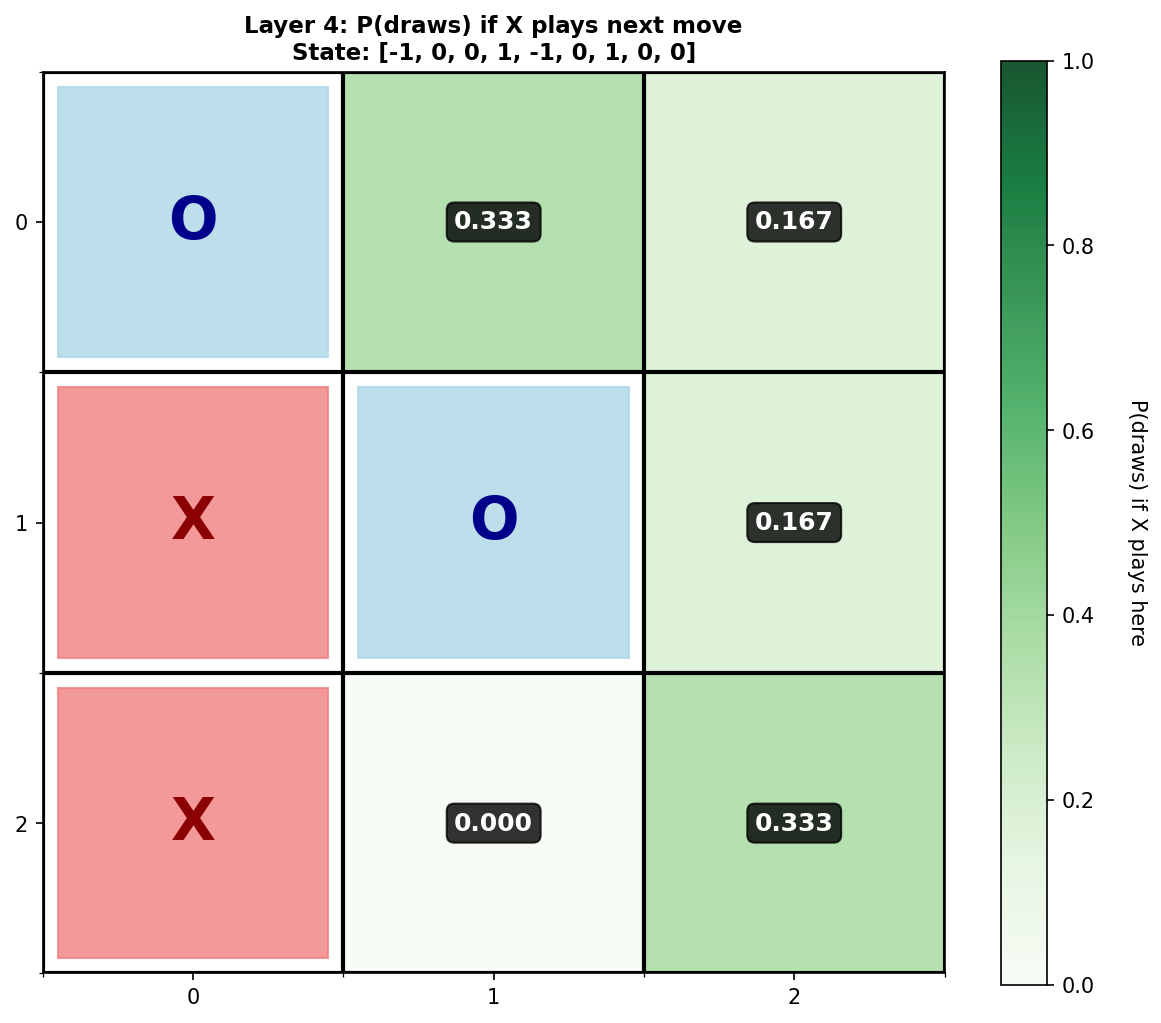 Layer 4: P(draws) if X plays next move
State: [-1, 0, 0, 1, -1, 0, 1, 0, 0]
0
O
0.333
0.167
1
X
O
0.167
2
X
0.000
0.333
0
1
2
1.0
0.8
0.6
0.4
0.2
0.0
P(draws) if X plays here